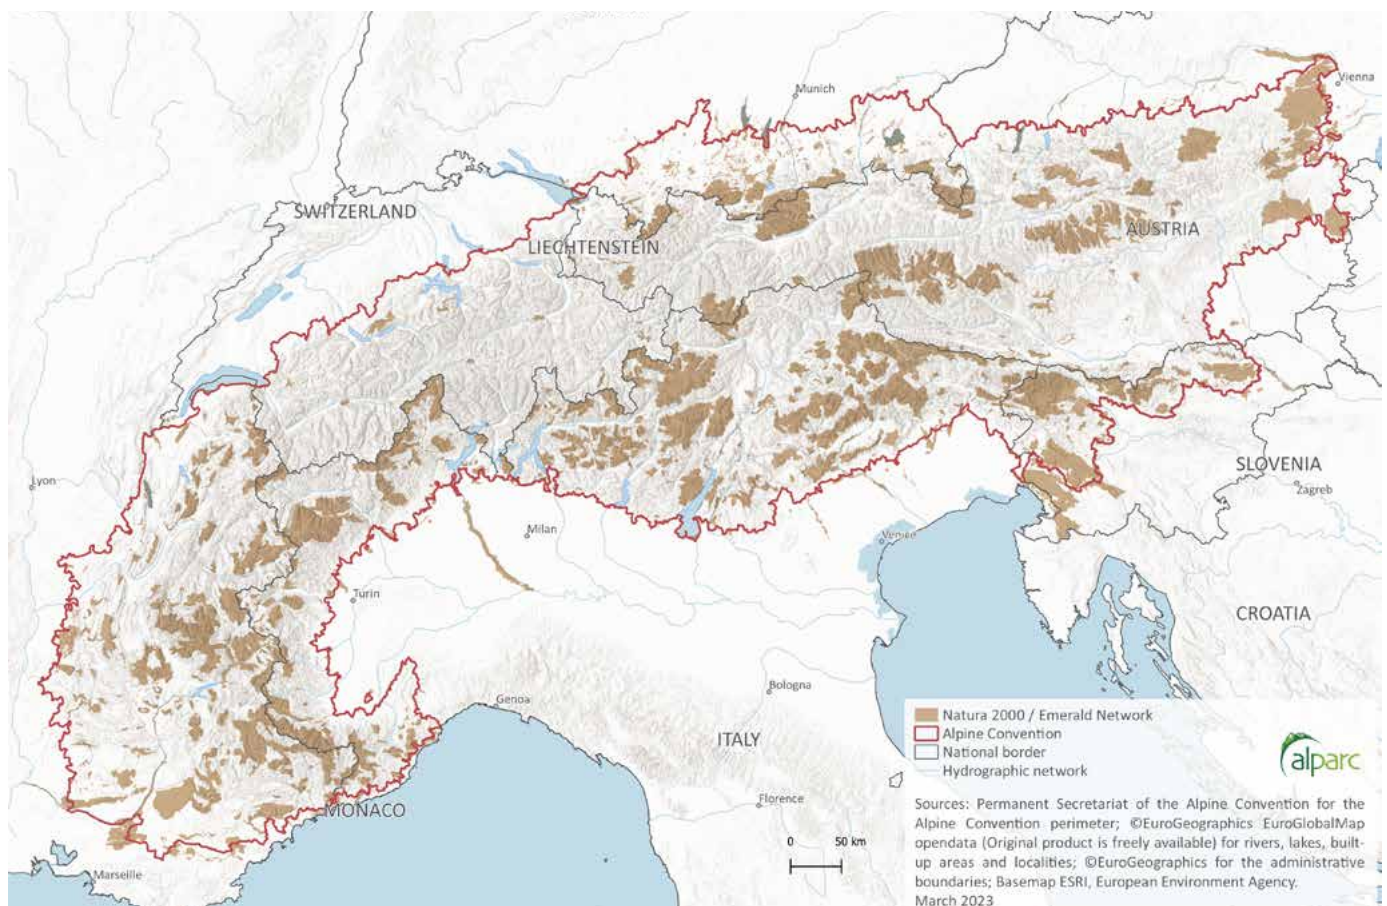 Munich
Vienna
SWITZERLAND
LIECHTENSTEIN
AUSTRIA
Lyon
SLOVENIA
Zagreb
Milan
Venice
Turin
CROATIA
Bologna
Genoa
ITALY
MONACO
Florence
Marseille
0 50 km
Natura 2000 / Emerald Network
Alpine Convention
National border
Hydrographic network
alparc
Sources: Permanent Secretariat of the Alpine Convention for the
Alpine Convention perimeter; ©EuroGeographics EuroGlobalMap
opendata (Original product is freely available) for rivers, lakes, built-
up areas and localities; ©EuroGeographics for the administrative
boundaries; Basemap ESRI, European Environment Agency.
March 2023